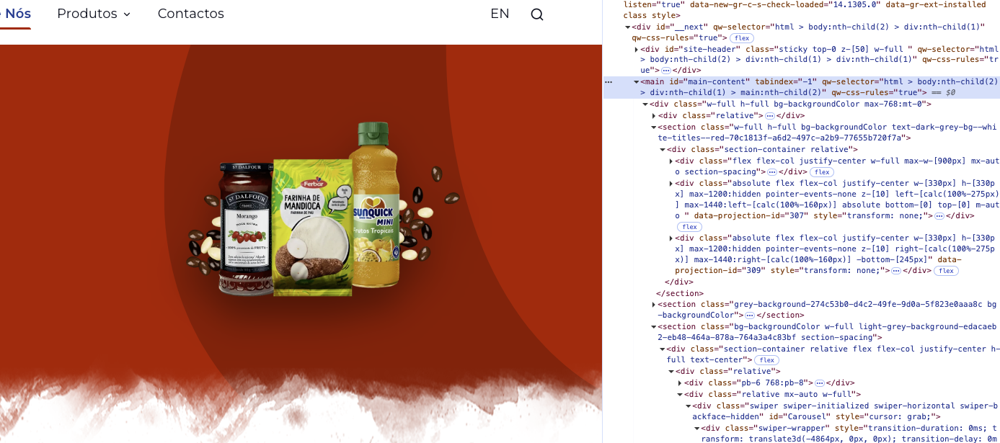 Nós
Produtos
Contactos
EN
ST DALFOUR
ST DALFOUR
FRANCE
Morango
100%
Ferbar
FARINHA DE
MANDIOCA
FARINHA DE PAU
SUNQUICK
MINI
Frutos Tropicais
listen="true" data-new-gr-c-s-check-loaded="14.1305.0" data-gr-ext-installed
class style>
<div id="__next" qw-selector="html > body:nth-child(2) > div:nth-child(1)"
qw-css-rules="true"> flex
<div id="site-header" class="sticky top-0 z-[50] w-full " qw-selector="html
> body:nth-child(2) > div:nth-child(1) > div:nth-child(1)" qw-css-rules="tr
ue"> … </div>
<main id="main-content" tabindex="-1" qw-selector="html > body:nth-child(2)
> div:nth-child(1) > main:nth-child(2)" qw-css-rules="true"> == $0
<div class="w-full h-full bg-backgroundColor max-768:mt-0">
<div class="relative"> … </div>
<section class="w-full h-full bg-backgroundColor text-dark-grey-bg--whi
te-titles--red-70c1813f-a6d2-497c-a2b9-77655b720f7a">
<div class="section-container relative">
<div class="flex flex-col justify-center w-full max-w-[900px] mx-aut
o section-spacing"> … </div> flex
<div class="absolute flex flex-col justify-center w-[330px] h-[330p
x] max-1200:hidden pointer-events-none z-[10] left-[calc(100%-275px)
] max-1440:left-[calc(100%-160px)] absolute bottom-[0] top-[0] m-aut
o " data-projection-id="307" style="transform: none;"> … </div>
flex
<div class="absolute flex flex-col justify-center w-[330px] h-[330p
x] max-1200:hidden pointer-events-none z-[10] right-[calc(100%-275p
x)] max-1440:right-[calc(100%-160px)] -bottom-[245px]" data-
projection-id="309" style="transform: none;"> … </div> flex
</div>
</section>
<section class="grey-background-274c53b0-d4c2-49fe-9d0a-5f823e0aaa8c bg
-backgroundColor"> … </section>
<section class="bg-backgroundColor w-full light-grey-background-edacaeb
2-eb48-464a-878a-764a3a4c83bf section-spacing">
<div class="section-container relative flex flex-col justify-center h-
full text-center"> flex
<div class="relative">
<div class="pb-6 768:pb-8"> … </div>
<div class="relative mx-auto w-full">
<div class="swiper swiper-initialized swiper-horizontal swiper-b
ackface-hidden" id="Carousel" style="cursor: grab;">
<div class="swiper-wrapper" style="transition-duration: 0ms; t
ransform: translate3d(-4864px, 0px, 0px); transition-delay: 0m